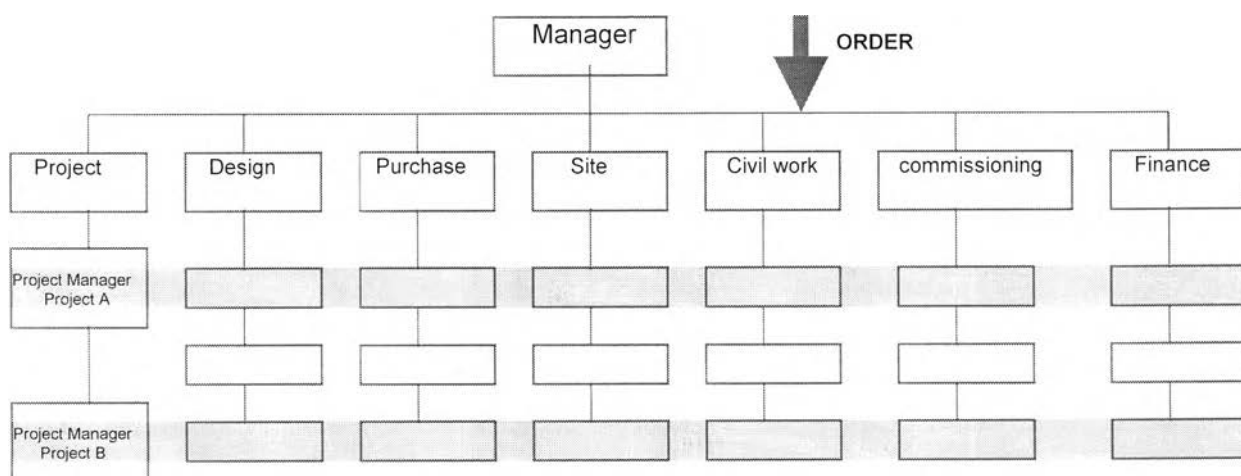 Manager
ORDER
Project
Design
Purchase
Site
Civil work
commissioning
Finance
Project Manager
Project A
Project Manager
Project B